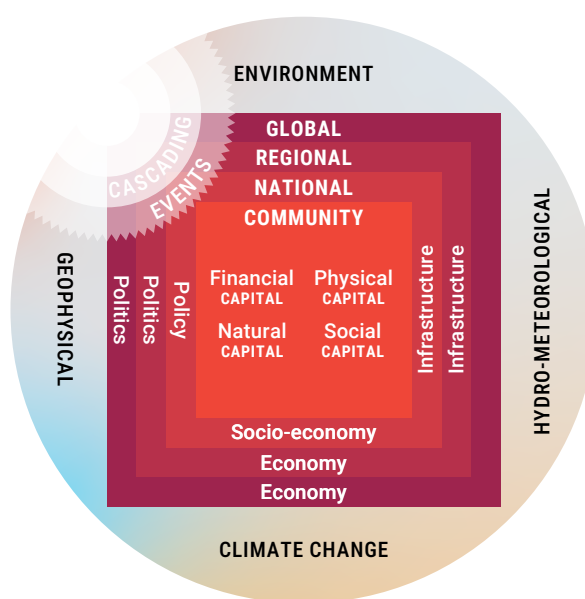 ENVIRONMENT
GLOBAL
REGIONAL
NATIONAL
COMMUNITY
CASCADING
EVENTS
GEOPHYSICAL
Politics
Politics
Policy
Financial
CAPITAL
Physical
CAPITAL
Natural
CAPITAL
Social
CAPITAL
Infrastructure
Infrastructure
HYDRO-METEOROLOGICAL
Socio-economy
Economy
Economy
CLIMATE CHANGE